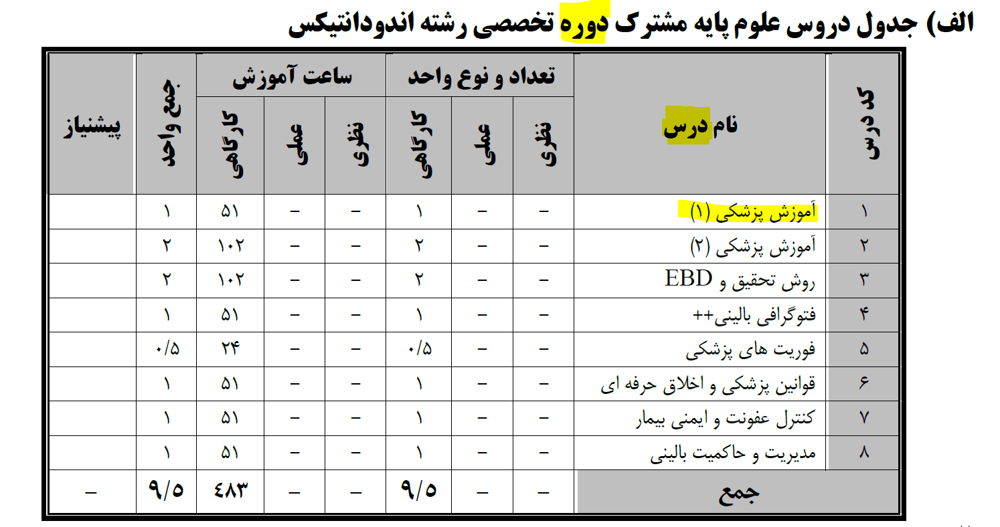 الف) جدول دروس علوم پایه مشترک دوره تخصصی رشته اندودانتیکس
کد درس نام درس تعداد و نوع واحد ساعت آموزش جمع واحد پیشنیاز
نظری عملی کارگاهی نظری عملی کارگاهی
۱ آموزش پزشکی (۱) – – ۱ – – ۵۱ ۱
۲ آموزش پزشکی (۲) – – ۲ – – ۱۰۲ ۲
۳ روش تحقیق و EBD – – ۲ – – ۱۰۲ ۲
۴ فتوگرافی بالینی++ – – ۱ – – ۵۱ ۱
۵ فوریت های پزشکی – – ۰/۵ – – ۲۴ ۰/۵
۶ قوانین پزشکی و اخلاق حرفه ای – – ۱ – – ۵۱ ۱
۷ کنترل عفونت و ایمنی بیمار – – ۱ – – ۵۱ ۱
۸ مدیریت و حاکمیت بالینی – – ۱ – – ۵۱ ۱
جمع – – ۹/۵ – – ۴۸۳ ۹/۵ –